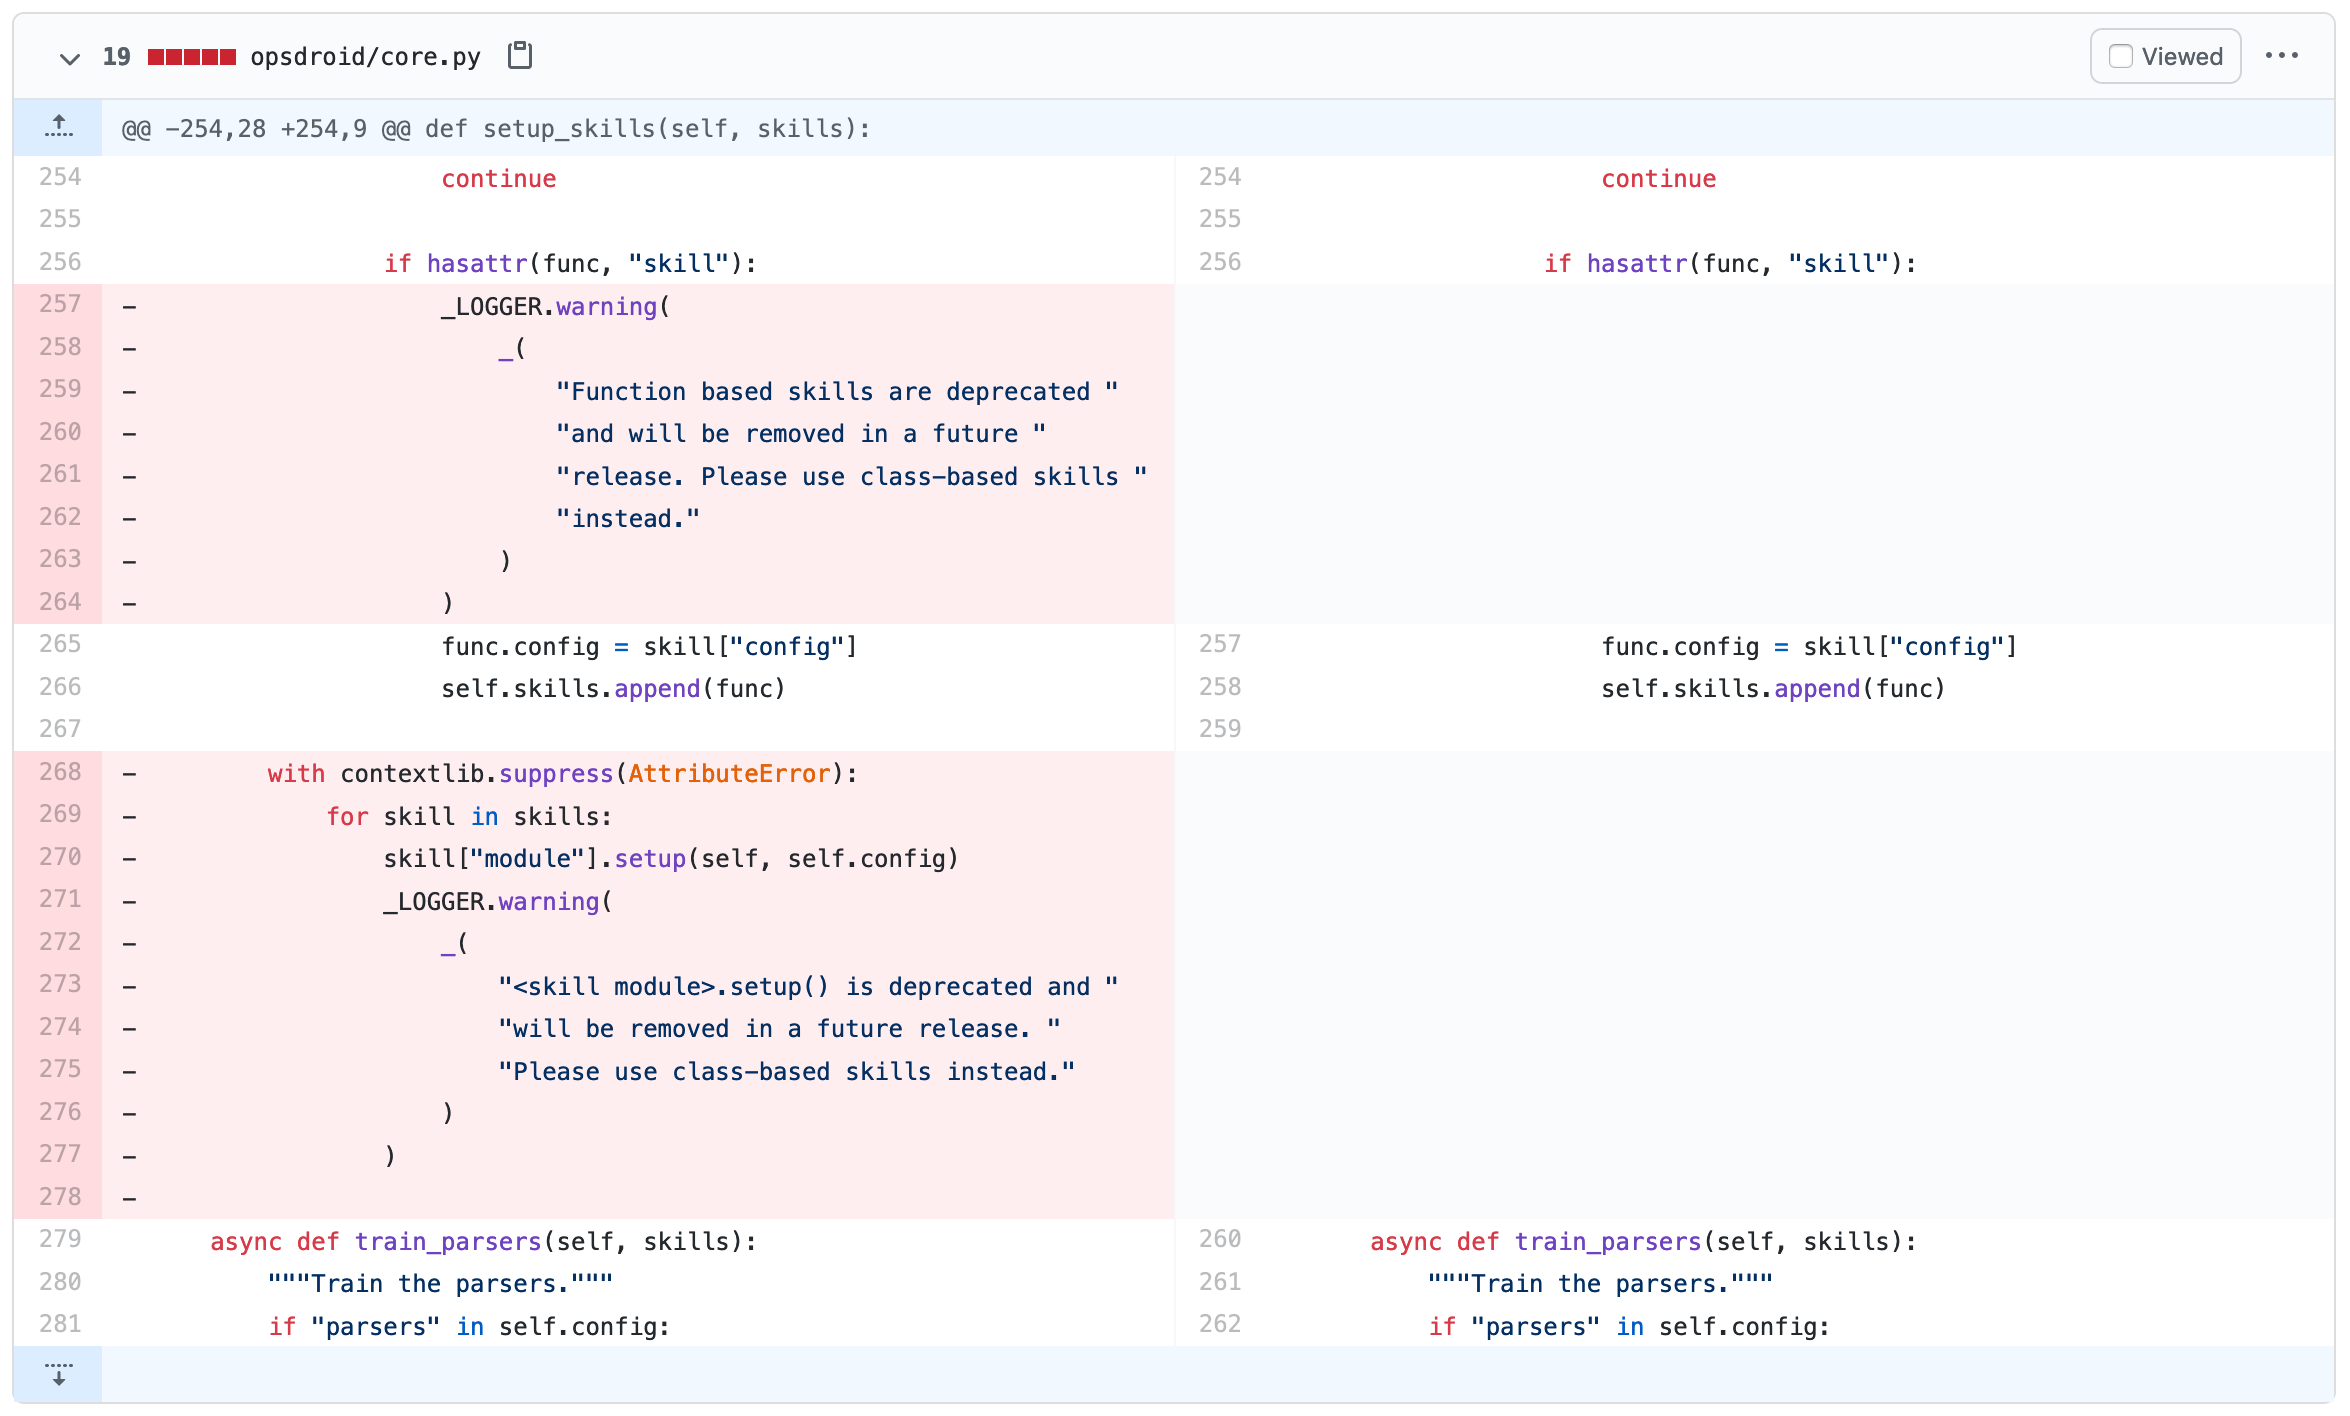 19 opsdroid/core.py Viewed
@@ -254,28 +254,9 @@ def setup_skills(self, skills):
254 continue 254 continue
255 255
256 if hasattr(func, "skill"): 256 if hasattr(func, "skill"):
257 - _LOGGER.warning(
258 - _(
259 - "Function based skills are deprecated "
260 - "and will be removed in a future "
261 - "release. Please use class-based skills "
262 - "instead."
263 - )
264 - )
265 func.config = skill["config"] 257 func.config = skill["config"]
266 self.skills.append(func) 258 self.skills.append(func)
267 259
268 - with contextlib.suppress(AttributeError):
269 - for skill in skills:
270 - skill["module"].setup(self, self.config)
271 - _LOGGER.warning(
272 - _(
273 - "<skill module>.setup() is deprecated and "
274 - "will be removed in a future release. "
275 - "Please use class-based skills instead."
276 - )
277 - )
278 -
279 async def train_parsers(self, skills): 260 async def train_parsers(self, skills):
280 """Train the parsers.""" 261 """Train the parsers."""
281 if "parsers" in self.config: 262 if "parsers" in self.config: